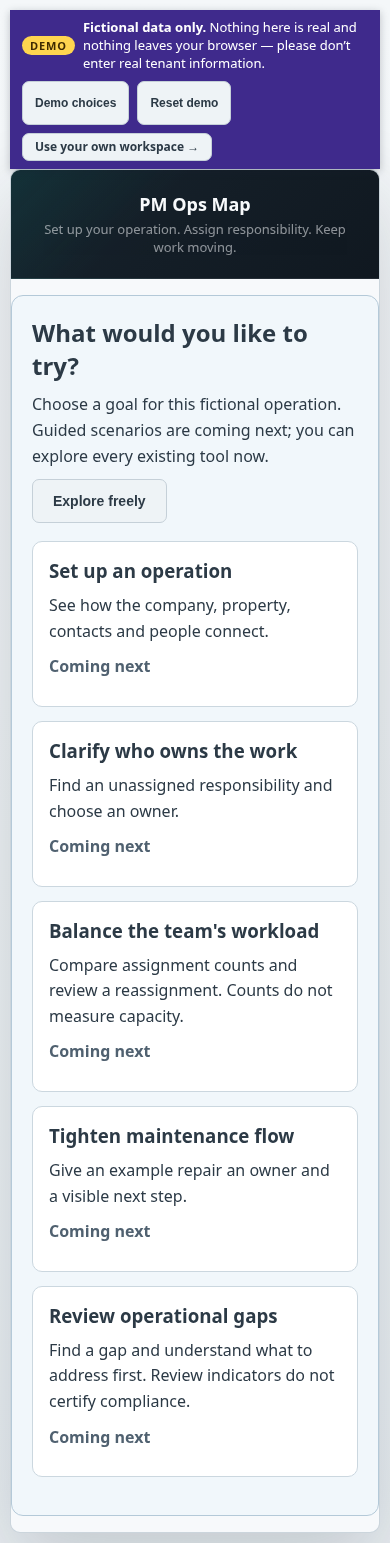 Fictional data only. Nothing here is real and
DEMO
nothing leaves your browser — please don't
enter real tenant information.
Demo choices
Reset demo
Use your own workspace →
PM Ops Map
Set up your operation. Assign responsibility. Keep
work moving.
What would you like to
try?
Choose a goal for this fictional operation.
Guided scenarios are coming next; you can
explore every existing tool now.
Explore freely
Set up an operation
See how the company, property,
contacts and people connect.
Coming next
Clarify who owns the work
Find an unassigned responsibility and
choose an owner.
Coming next
Balance the team's workload
Compare assignment counts and
review a reassignment. Counts do not
measure capacity.
Coming next
Tighten maintenance flow
Give an example repair an owner and
a visible next step.
Coming next
Review operational gaps
Find a gap and understand what to
address first. Review indicators do not
certify compliance.
Coming next